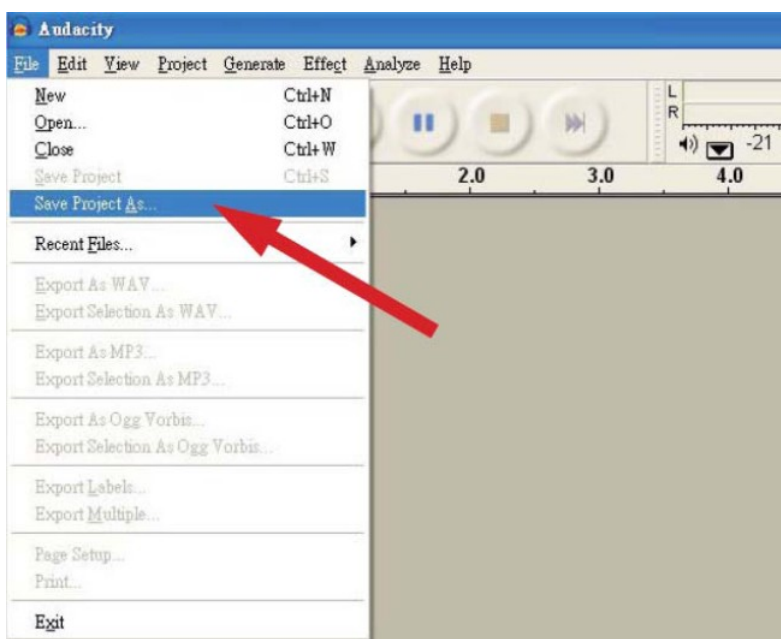 Audacity
File Edit View Project Generate Effect Analyze Help
New Ctrl+N
Open... Ctrl+O
Close Ctrl+W
Save Project Ctrl+S
Save Project As...
Recent Files...
Export As WAV...
Export Selection As WAV...
Export As MP3...
Export Selection As MP3...
Export As Ogg Vorbis...
Export Selection As Ogg Vorbis...
Export Labels...
Export Multiple...
Page Setup...
Print...
Exit
L
R
-21
2.0 3.0 4.0